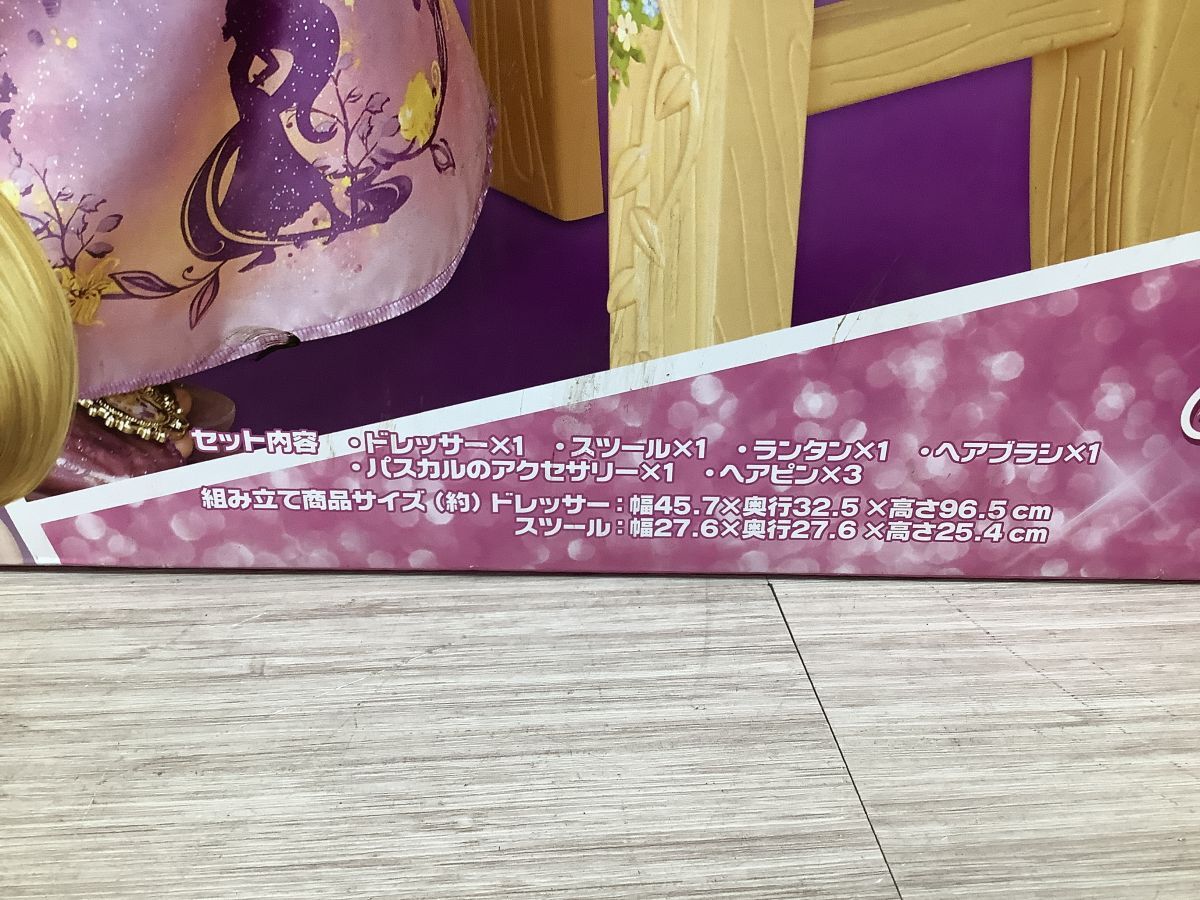 セット内容　・ドレッサー×1　・スツール×1　・ランタン×1　・ヘアブラシ×1
・パスカルのアクセサリー×1　・ヘアピン×3
組み立て商品サイズ（約）ドレッサー：幅45.7×奥行32.5×高さ96.5cm
スツール：幅27.6×奥行27.6×高さ25.4cm